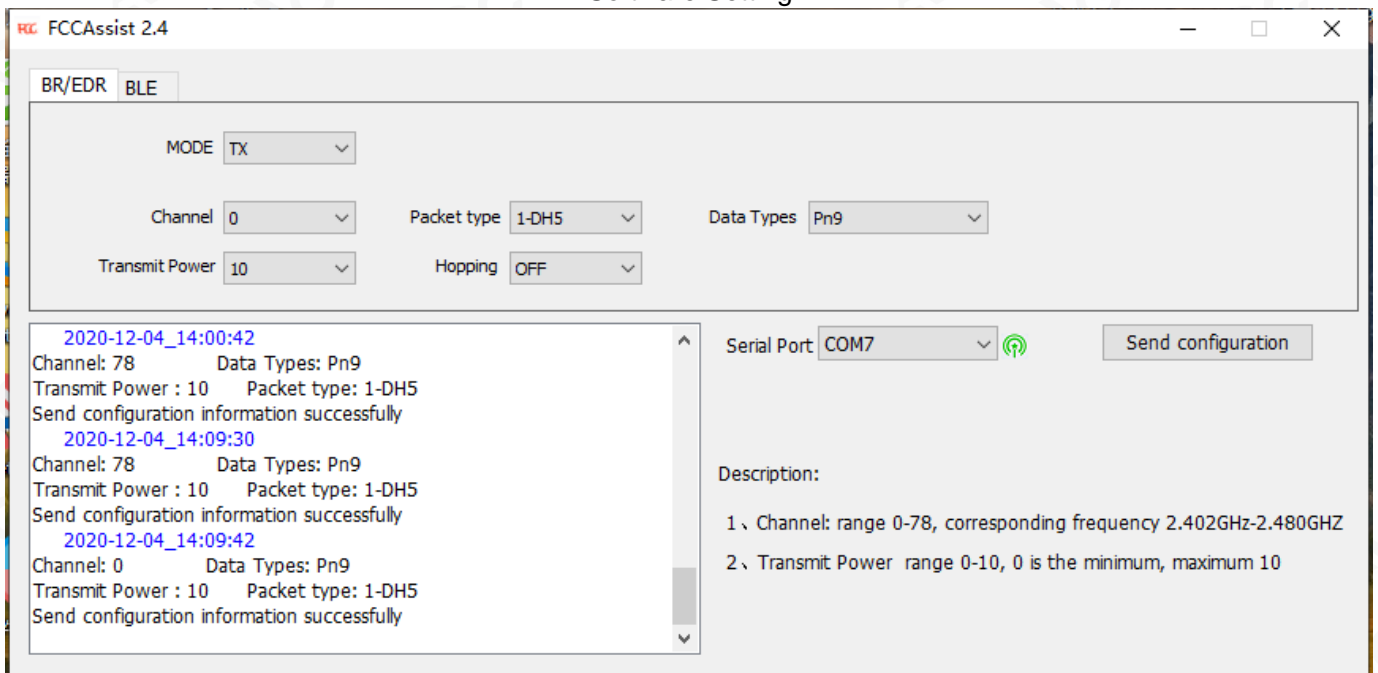 FCCAssist 2.4
BR/EDR BLE
MODE TX
Channel 0 Packet type 1-DH5 Data Types Pn9
Transmit Power 10 Hopping OFF
2020-12-04_14:00:42
Channel: 78 Data Types: Pn9
Transmit Power : 10 Packet type: 1-DH5
Send configuration information successfully
2020-12-04_14:09:30
Channel: 78 Data Types: Pn9
Transmit Power : 10 Packet type: 1-DH5
Send configuration information successfully
2020-12-04_14:09:42
Channel: 0 Data Types: Pn9
Transmit Power : 10 Packet type: 1-DH5
Send configuration information successfully
Serial Port COM7 Send configuration
Description:
1、Channel: range 0-78, corresponding frequency 2.402GHz-2.480GHZ
2、Transmit Power range 0-10, 0 is the minimum, maximum 10